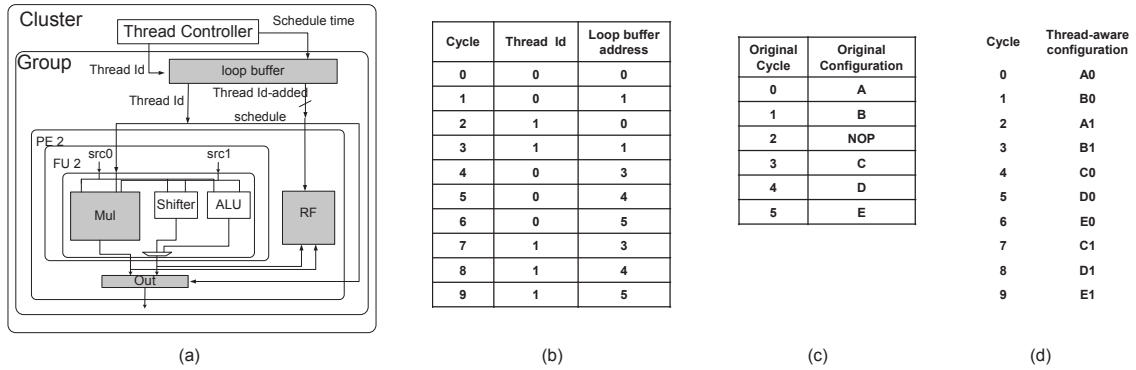 Cluster
Thread Controller
Schedule time
Group
Thread Id
loop buffer
Thread Id
Thread Id-added
schedule
PE 2
FU 2
src0
src1
Mul
Shifter
ALU
RF
Out
(a)
Cycle Thread Id Loop buffer address
0 0 0
1 0 1
2 1 0
3 1 1
4 0 3
5 0 4
6 0 5
7 1 3
8 1 4
9 1 5
(b)
Original Cycle Original Configuration
0 A
1 B
2 NOP
3 C
4 D
5 E
(c)
Cycle Thread-aware configuration
0 A0
1 B0
2 A1
3 B1
4 C0
5 D0
6 E0
7 C1
8 D1
9 E1
(d)